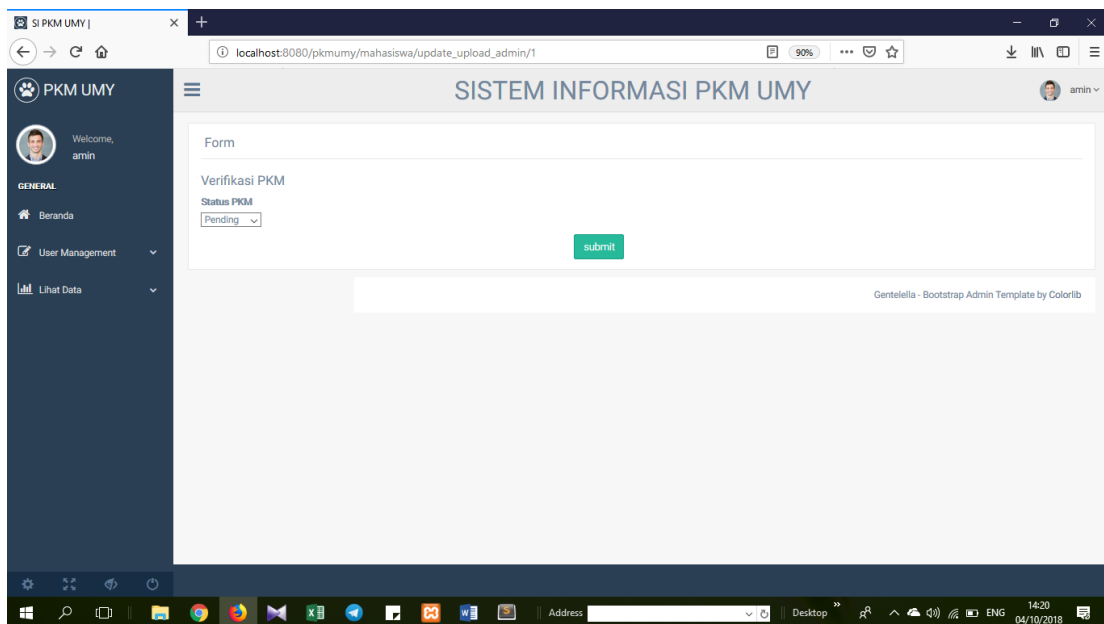 SI PKM UMY |
localhost:8080/pkmumy/mahasiswa/update_upload_admin/1
90%
PKM UMY
SISTEM INFORMASI PKM UMY
amin
Welcome,
amin
GENERAL
Beranda
User Management
Lihat Data
Form
Verifikasi PKM
Status PKM
Pending
submit
Gentelella - Bootstrap Admin Template by Colorlib
Address
Desktop
ENG
14:20
04/10/2018